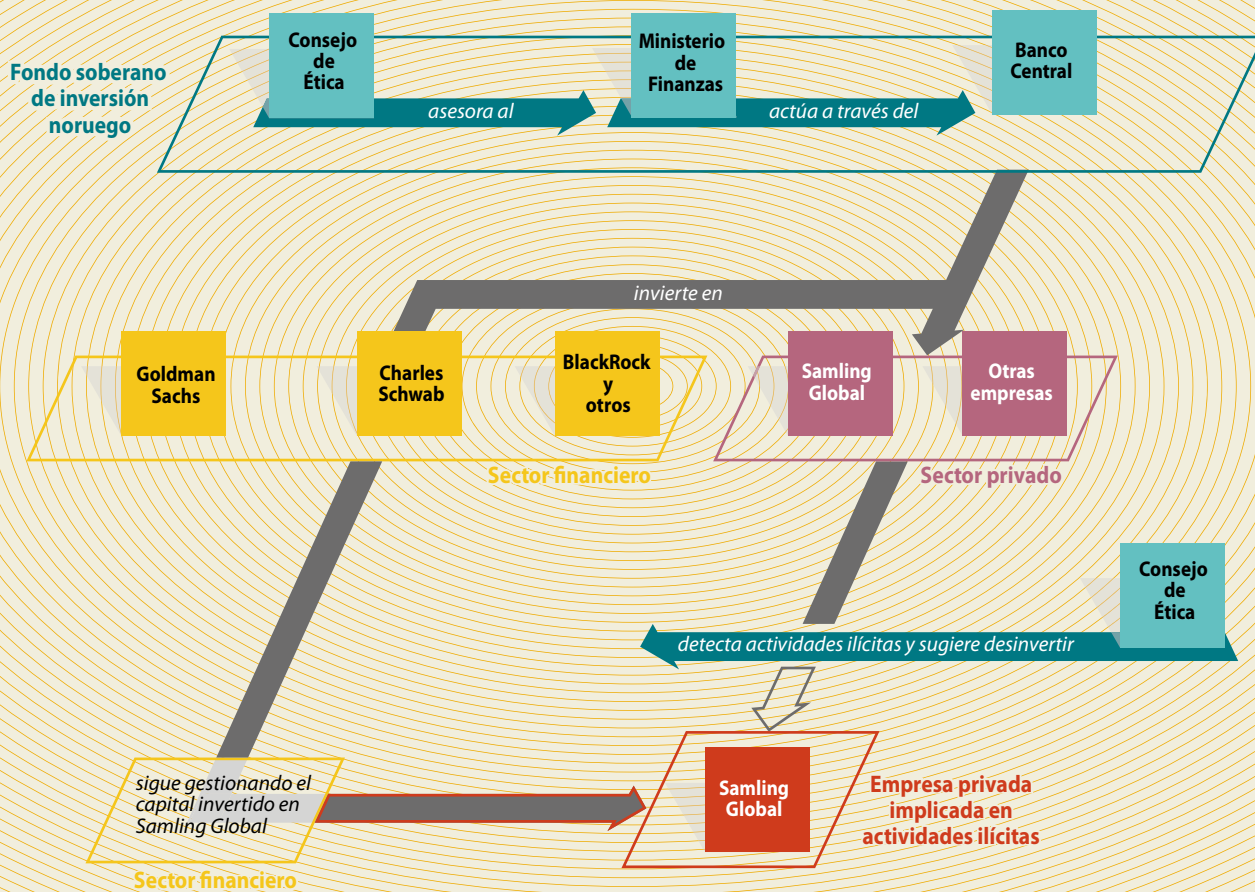 Fondo soberano
de inversión
noruego
Consejo
de
Ética
asesora al
Ministerio
de
Finanzas
actúa a través del
Banco
Central
invierte en
Goldman
Sachs
Charles
Schwab
BlackRock
y
otros
Sector financiero
Samling
Global
Otras
empresas
Sector privado
Consejo
de
Ética
detecta actividades ilícitas y sugiere desinvertir
sigue gestionando el
capital invertido en
Samling Global
Sector financiero
Samling
Global
Empresa privada
implicada en
actividades ilícitas